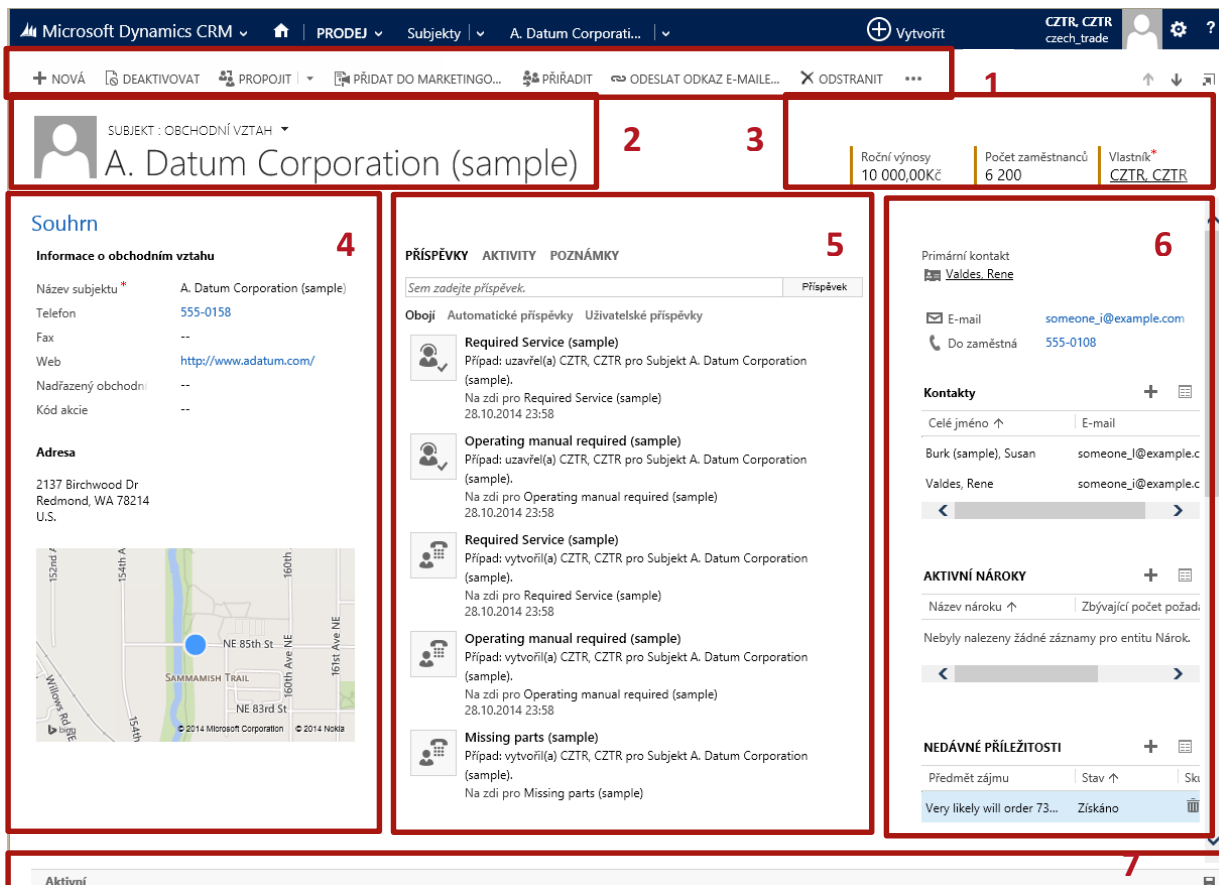 Microsoft Dynamics CRM
PRODEJ
Subjekty
A. Datum Corporati...
Vytvořit
CZTR, CZTR
czech_trade
?
NOVÁ
DEAKTIVOVAT
PROPOJIT
PŘIDAT DO MARKETINGO...
PŘIŘADIT
ODESLAT ODKAZ E-MAILE...
ODSTRANIT
•••
1
SUBJEKT : OBCHODNÍ VZTAH
A. Datum Corporation (sample)
2
3
Roční výnosy
10 000,00Kč
Počet zaměstnanců
6 200
Vlastník*
CZTR, CZTR
Souhrn
4
Informace o obchodním vztahu
Název subjektu* A. Datum Corporation (sample)
Telefon 555-0158
Fax --
Web http://www.adatum.com/
Nadřazený obchodní --
Kód akcie --
Adresa
2137 Birchwood Dr
Redmond, WA 78214
U.S.
152nd A
154th A
160th
NE 85th St
160th Ave NE
161st Ave NE
SAMMAMISH TRAIL
NE 83rd St
Willows Rd NE
154th
bing
© 2014 Microsoft Corporation © 2014 Nokia
5
PŘÍSPĚVKY AKTIVITY POZNÁMKY
Sem zadejte příspěvek. Příspěvek
Obojí Automatické příspěvky Uživatelské příspěvky
Required Service (sample)
Případ: uzavřel(a) CZTR, CZTR pro Subjekt A. Datum Corporation
(sample).
Na zdi pro Required Service (sample)
28.10.2014 23:58
Operating manual required (sample)
Případ: uzavřel(a) CZTR, CZTR pro Subjekt A. Datum Corporation
(sample).
Na zdi pro Operating manual required (sample)
28.10.2014 23:58
Required Service (sample)
Případ: vytvořil(a) CZTR, CZTR pro Subjekt A. Datum Corporation
(sample).
Na zdi pro Required Service (sample)
28.10.2014 23:58
Operating manual required (sample)
Případ: vytvořil(a) CZTR, CZTR pro Subjekt A. Datum Corporation
(sample).
Na zdi pro Operating manual required (sample)
28.10.2014 23:58
Missing parts (sample)
Případ: vytvořil(a) CZTR, CZTR pro Subjekt A. Datum Corporation
(sample).
Na zdi pro Missing parts (sample)
6
Primární kontakt
Valdes, Rene
E-mail someone_i@example.com
Do zaměstná 555-0108
Kontakty
Celé jméno E-mail
Burk (sample), Susan someone_l@example.c
Valdes, Rene someone_i@example.c
AKTIVNÍ NÁROKY
Název nároku Zbývající počet požada
Nebyly nalezeny žádné záznamy pro entitu Nárok.
NEDÁVNÉ PŘÍLEŽITOSTI
Předmět zájmu Stav Sku
Very likely will order 73... Získáno
7
Aktivní